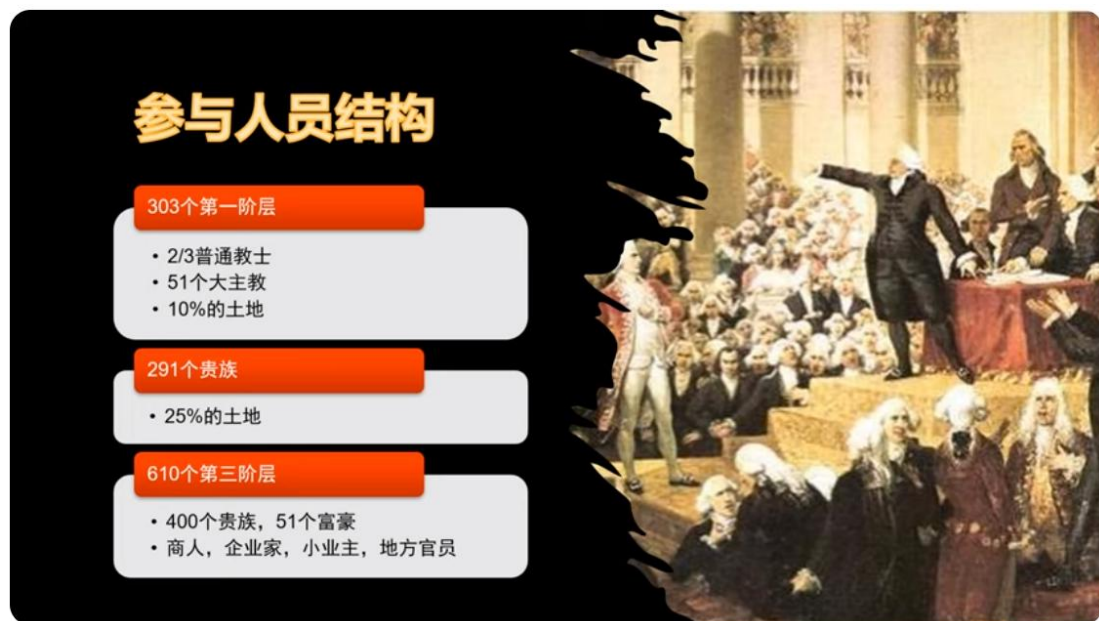 参与人员结构
303个第一阶层
• 2/3普通教士
• 51个大主教
• 10%的土地
291个贵族
• 25%的土地
610个第三阶层
• 400个贵族，51个富豪
• 商人，企业家，小业主，地方官员